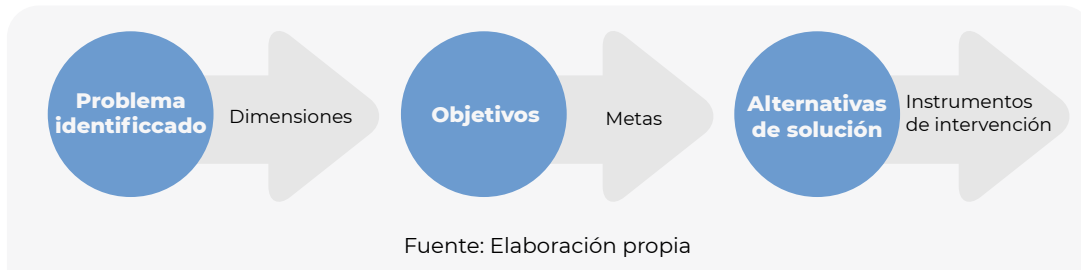 Problema
identificcado
Dimensiones
Objetivos
Metas
Alternativas
de solución
Instrumentos
de intervención
Fuente: Elaboración propia